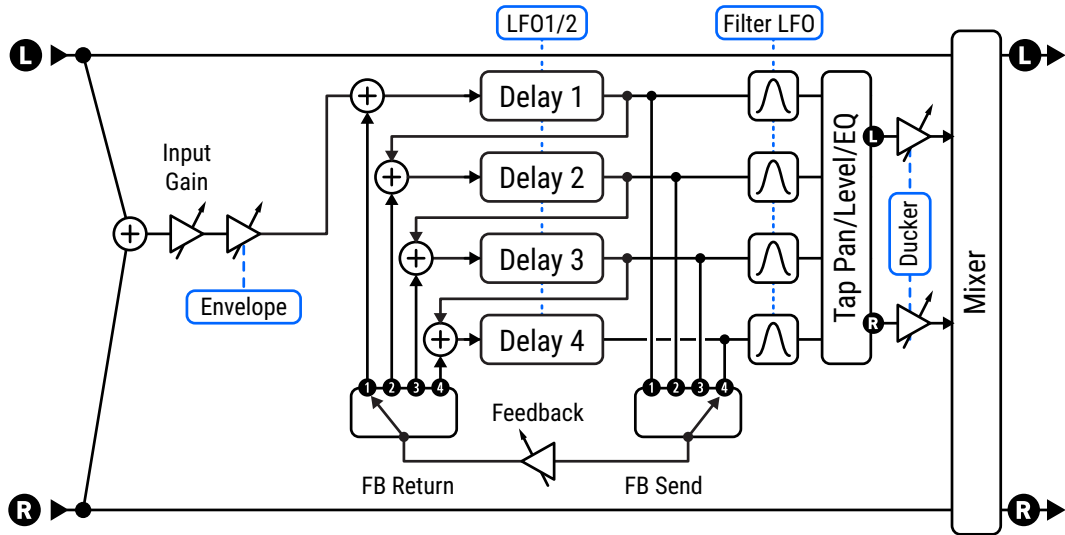 LFO1/2
Filter LFO
L
L
Delay 1
Input
Gain
Delay 2
Tap Pan/Level/EQ
L
Ducker
Mixer
Delay 3
Envelope
R
Delay 4
1 2 3 4
1 2 3 4
Feedback
FB Return
FB Send
R
R